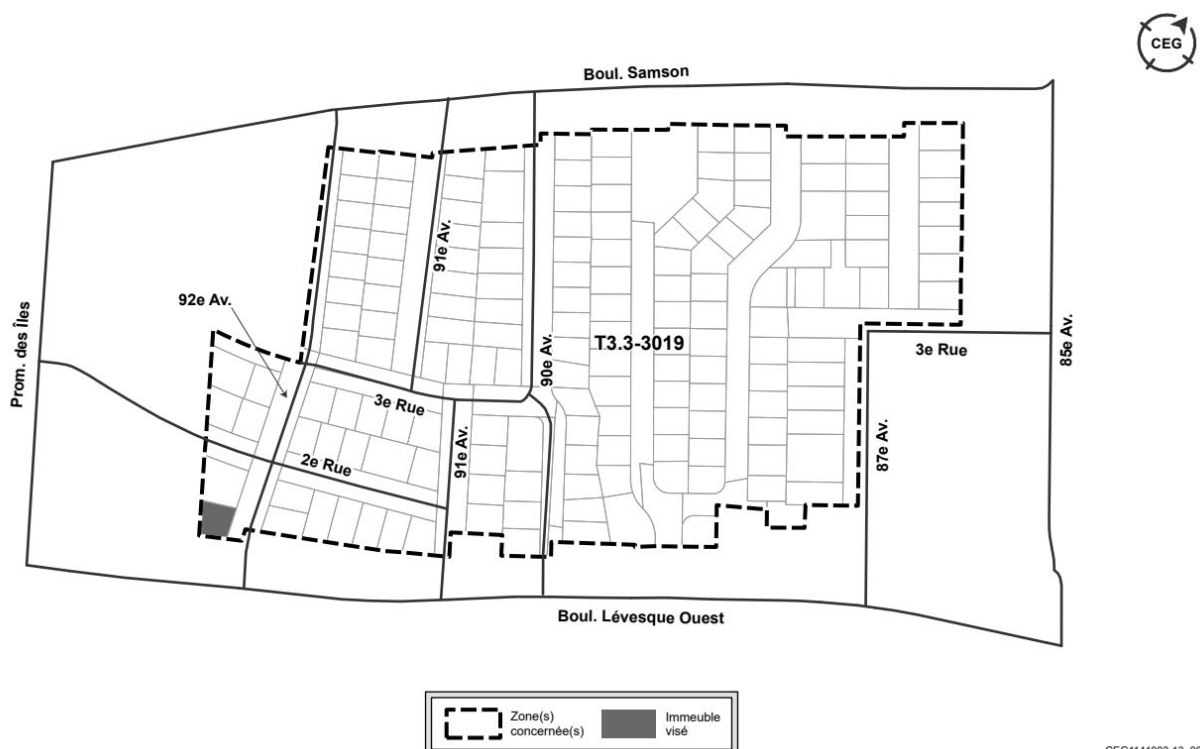 CEG
Boul. Samson
91e Av.
92e Av.
Prom. des Îles
90e Av.
T3.3-3019
3e Rue
85e Av.
3e Rue
91e Av.
87e Av.
2e Rue
Boul. Lévesque Ouest
Zone(s)
concernée(s)
Immeuble
visé